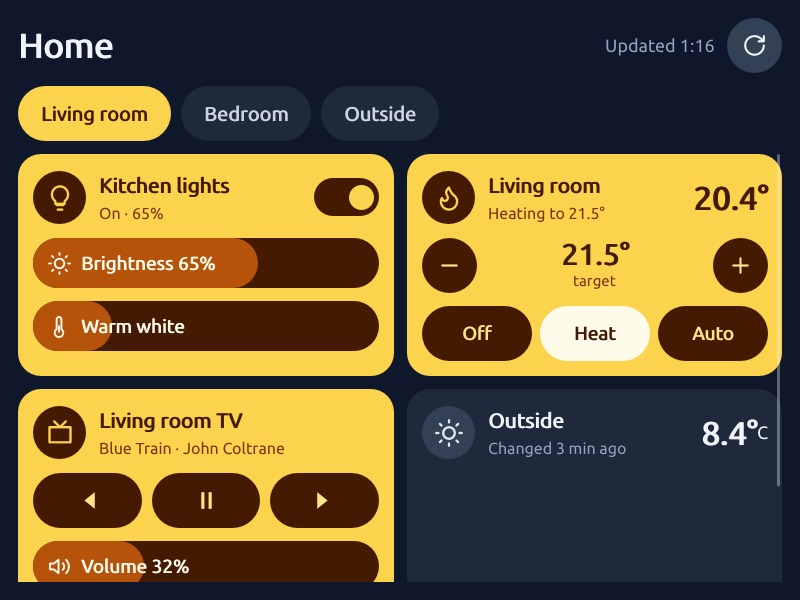 Home
Updated 1:16
Living room
Bedroom
Outside
Kitchen lights
On · 65%
Brightness 65%
Warm white
Living room
Heating to 21.5°
20.4°
21.5°
target
Off
Heat
Auto
Living room TV
Blue Train · John Coltrane
Volume 32%
Outside
Changed 3 min ago
8.4°C